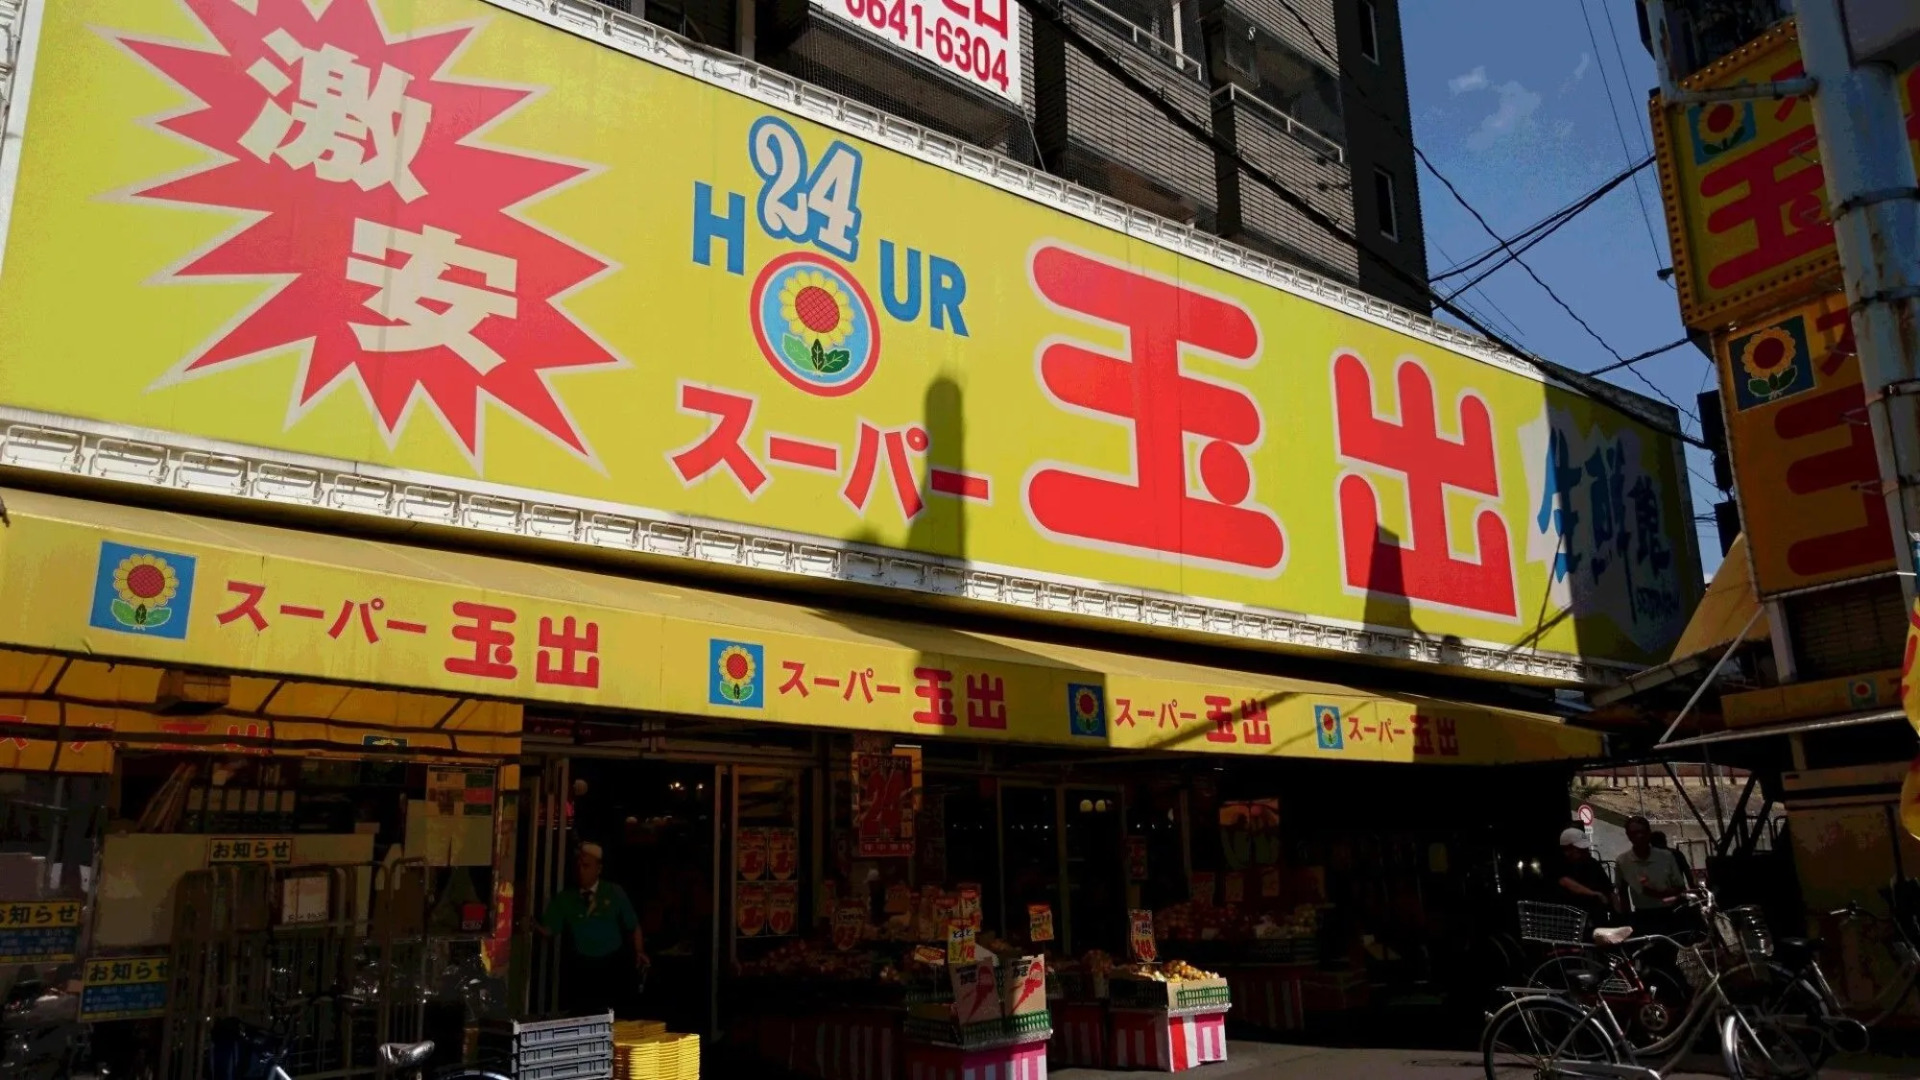 6641-6304
激
安
24
HOUR
スーパー 玉出
生鮮館
スーパー 玉出
スーパー 玉出
スーパー 玉出
スーパー 玉出
玉
24
お知らせ
お知らせ
お知らせ